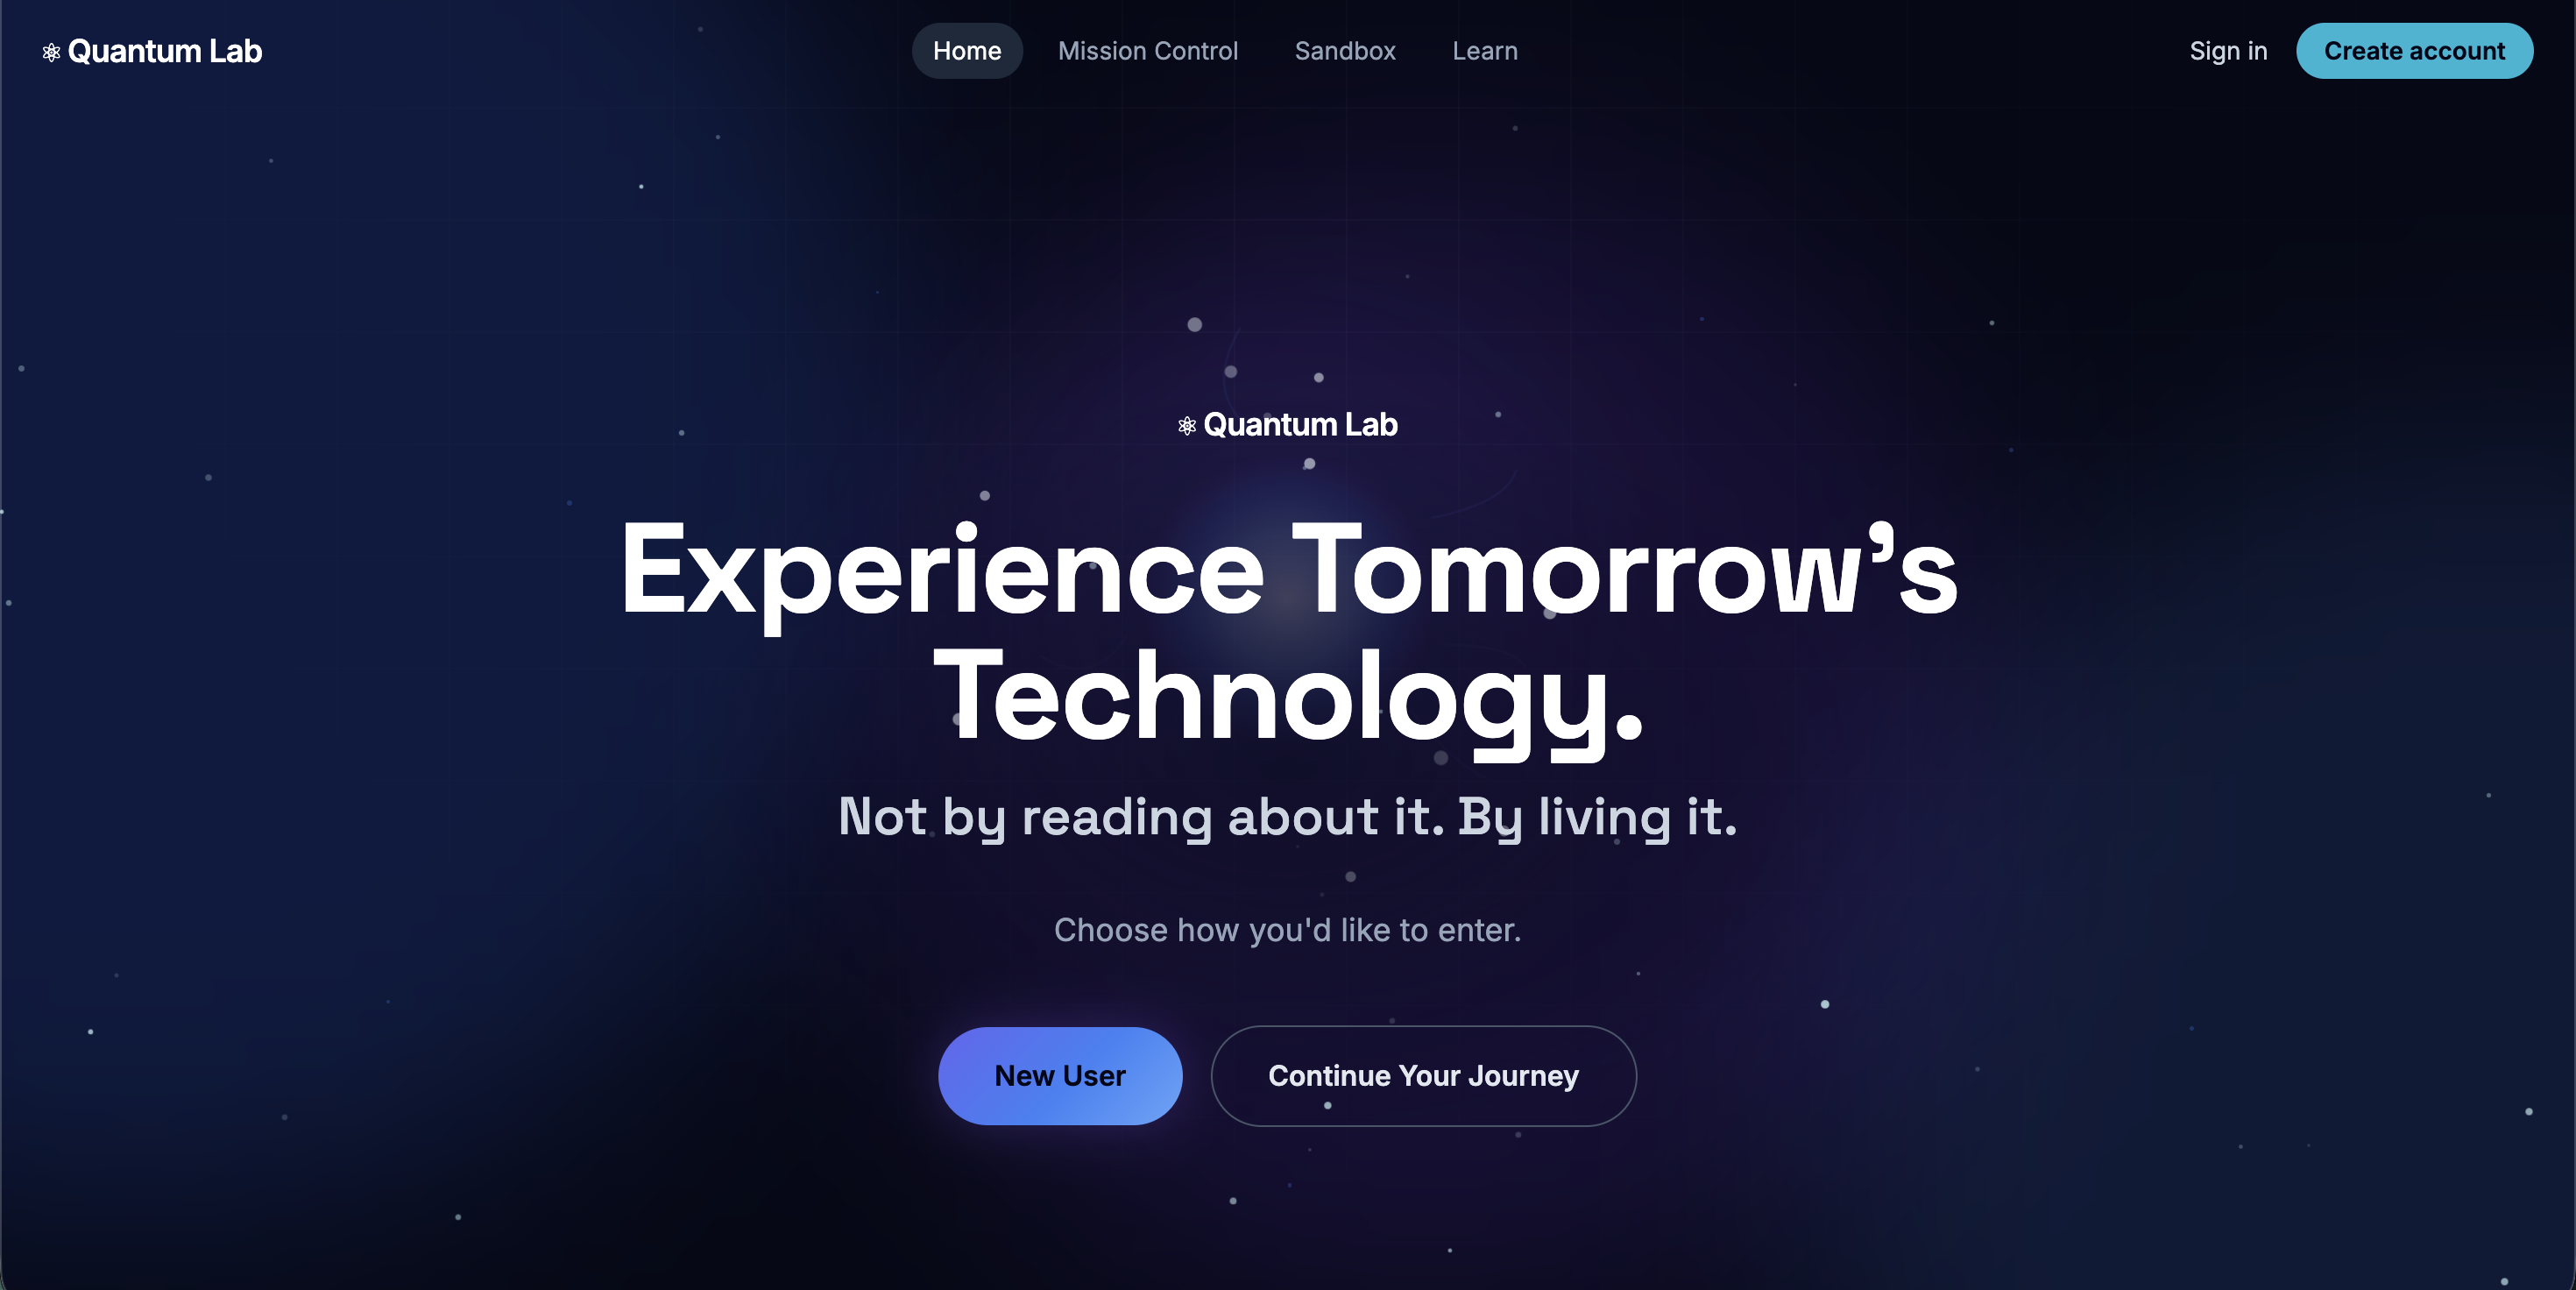 ⚛ Quantum Lab
Home Mission Control Sandbox Learn
Sign in Create account
⚛ Quantum Lab
Experience Tomorrow’s
Technology.
Not by reading about it. By living it.
Choose how you'd like to enter.
New User Continue Your Journey